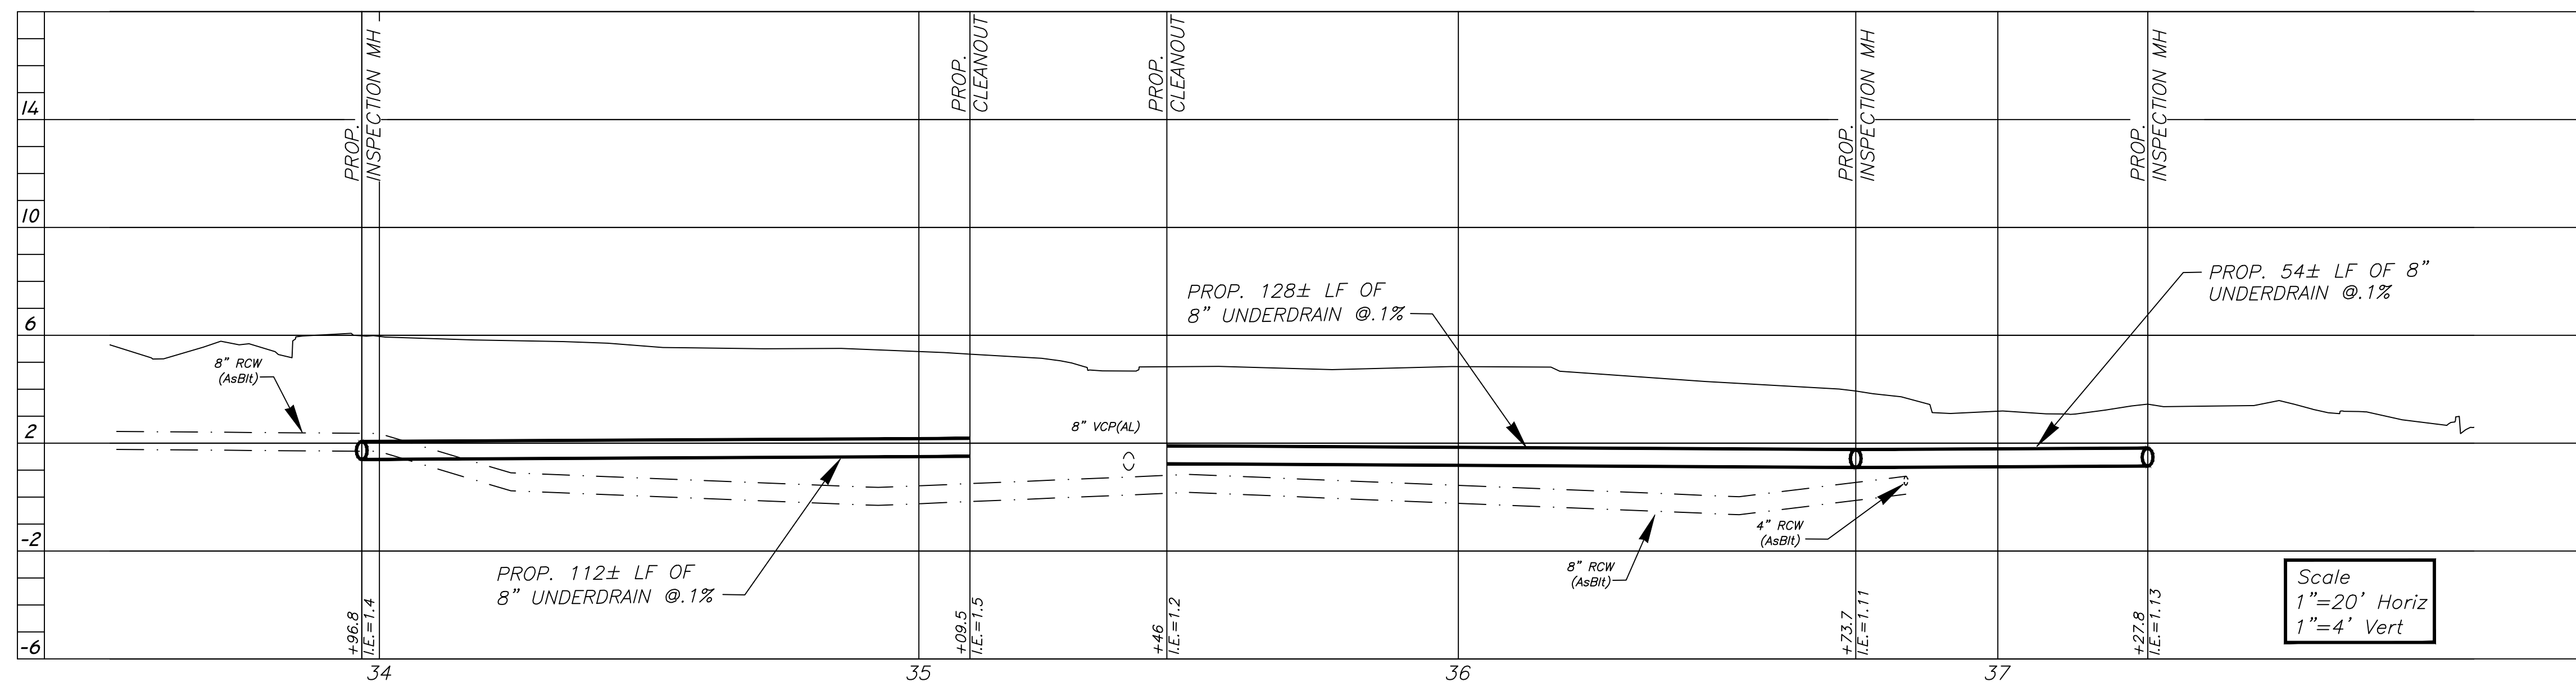 14
10
6
2
-2
-6
PROP.
INSPECTION MH
PROP.
CLEANOUT
PROP.
CLEANOUT
PROP.
INSPECTION MH
PROP.
INSPECTION MH
8" RCW
(AsBlt)
8" VCP(AL)
PROP. 128± LF OF
8" UNDERDRAIN @.1%
PROP. 54± LF OF 8"
UNDERDRAIN @.1%
PROP. 112± LF OF
8" UNDERDRAIN @.1%
8" RCW
(AsBlt)
4" RCW
(AsBlt)
+96.8
I.E.=1.4
+09.5
I.E.=1.5
+46
I.E.=1.2
+73.7
I.E.=1.11
+27.8
I.E.=1.13
Scale
1"=20' Horiz
1"=4' Vert
34
35
36
37